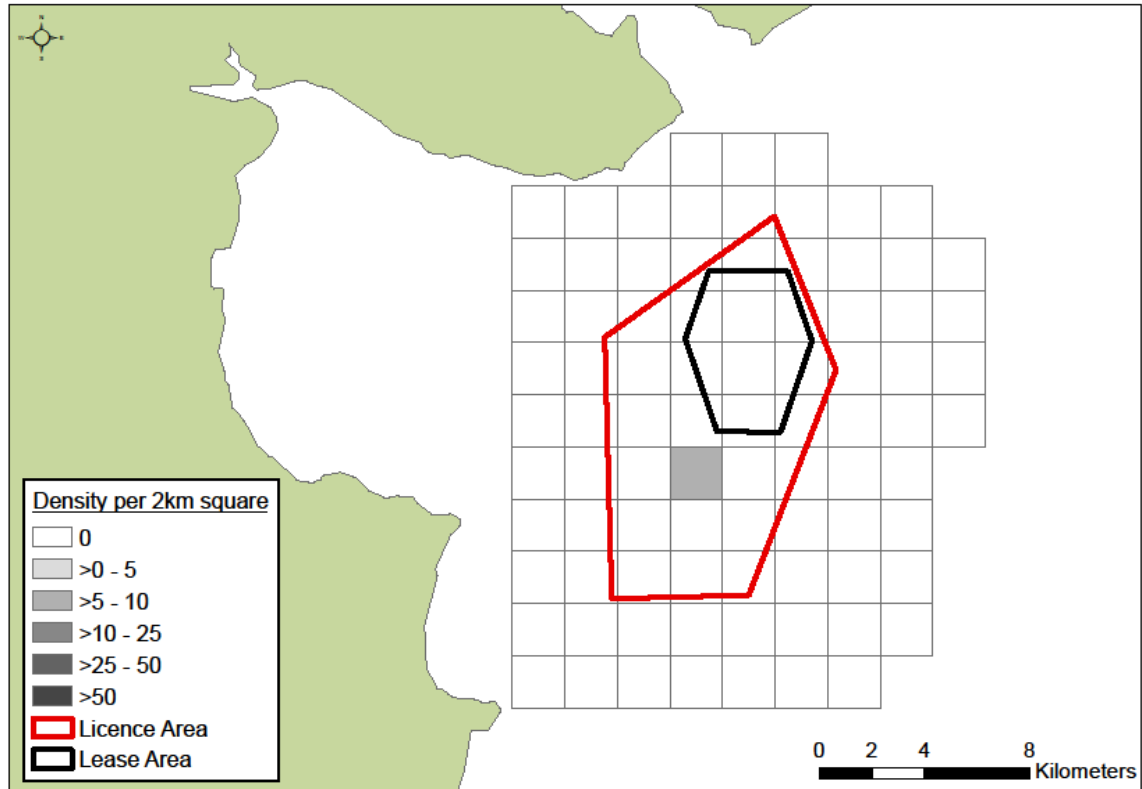 N
W E
S
Density per 2km square
0
>0 - 5
>5 - 10
>10 - 25
>25 - 50
>50
Licence Area
Lease Area
0 2 4 8
Kilometers